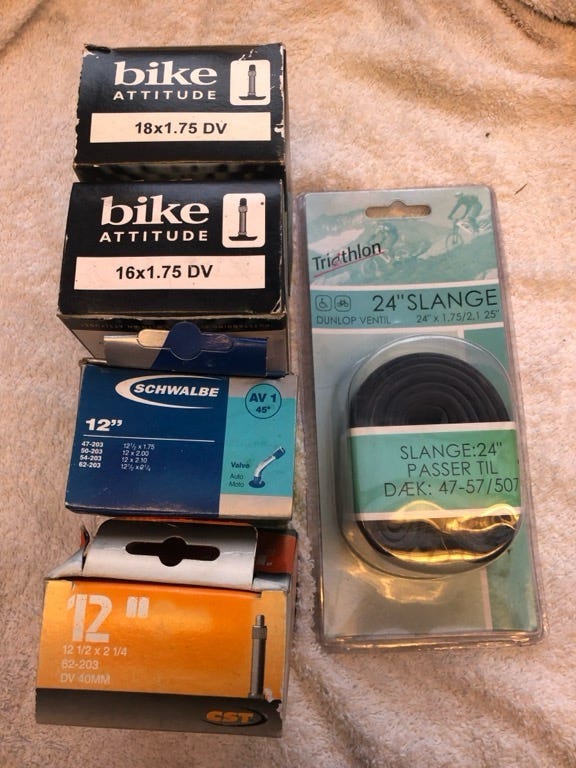 bike
ATTITUDE
18x1.75 DV
bike
ATTITUDE
16x1.75 DV
SCHWALBE
AV 1
45°
12"
47-203 12½ x 1.75
50-203 12 x 2.00
54-203 12 x 2.10
62-203 12½ x 2¼
Valve
Auto
Moto
12"
12 1/2 x 2 1/4
62-203
DV 40MM
CST
Triathlon
24"SLANGE
DUNLOP VENTIL 24" x 1,75/2,1 25"
SLANGE:24"
PASSER TIL
DÆK: 47-57/507